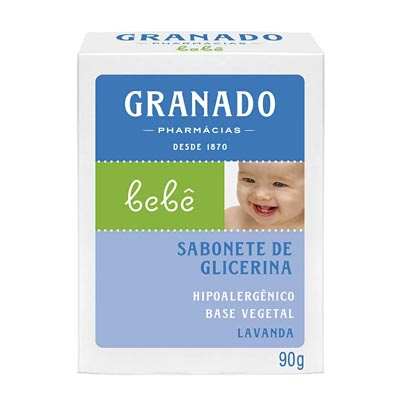 GRANADO
PHARMÁCIAS
bebê
GRANADO
PHARMÁCIAS
DESDE 1870
bebê
SABONETE DE
GLICERINA
HIPOALERGÊNICO
BASE VEGETAL
LAVANDA
90g